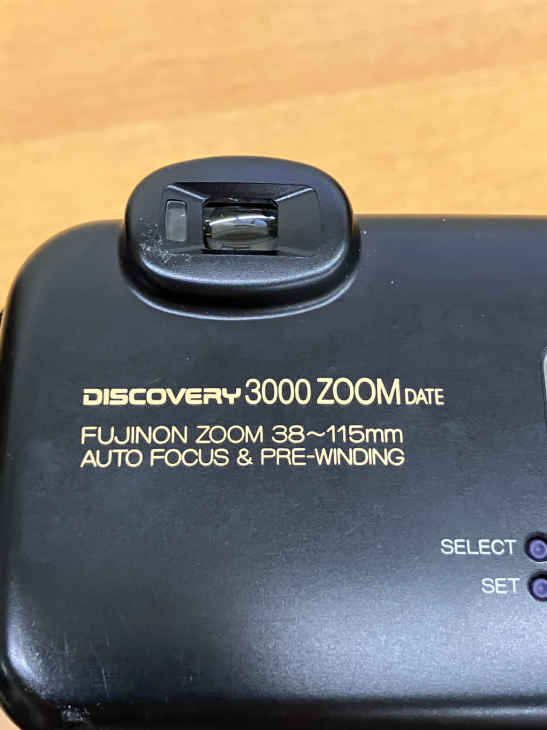 DISCOVERY 3000 ZOOM DATE
FUJINON ZOOM 38~115mm
AUTO FOCUS & PRE-WINDING
SELECT
SET